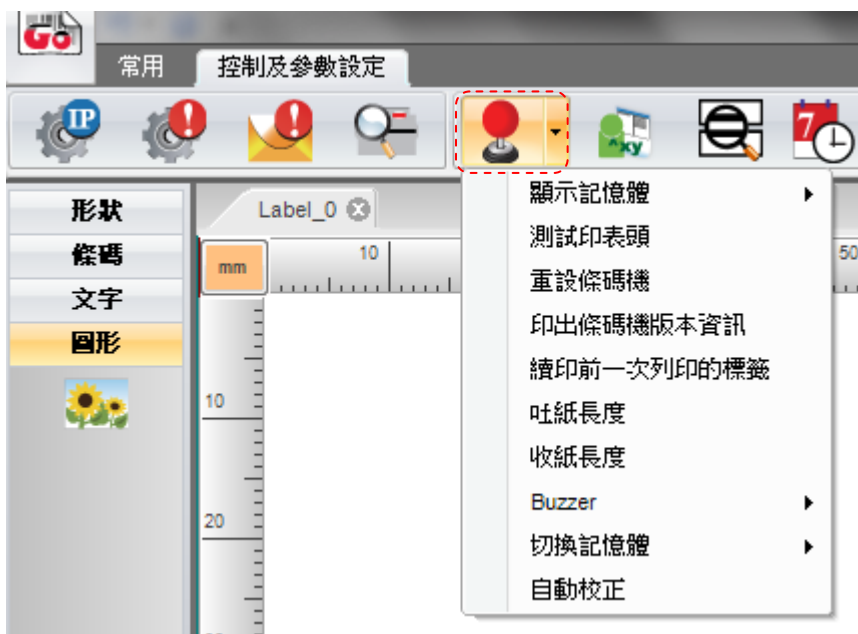 Go
常用
控制及參數設定
IP
^xy
7
形狀
條碼
文字
圖形
Label_0
mm
10
50
10
20
顯示記憶體
測試印表頭
重設條碼機
印出條碼機版本資訊
續印前一次列印的標籤
吐紙長度
收紙長度
Buzzer
切換記憶體
自動校正